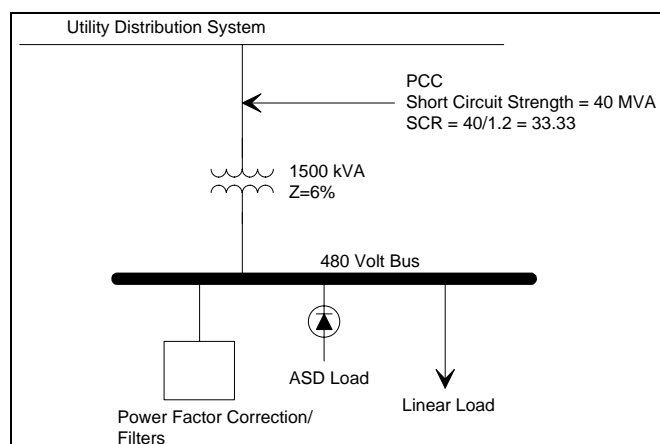 Utility Distribution System
PCC
Short Circuit Strength = 40 MVA
SCR = 40/1.2 = 33.33
1500 kVA
Z=6%
480 Volt Bus
ASD Load
Linear Load
Power Factor Correction/
Filters